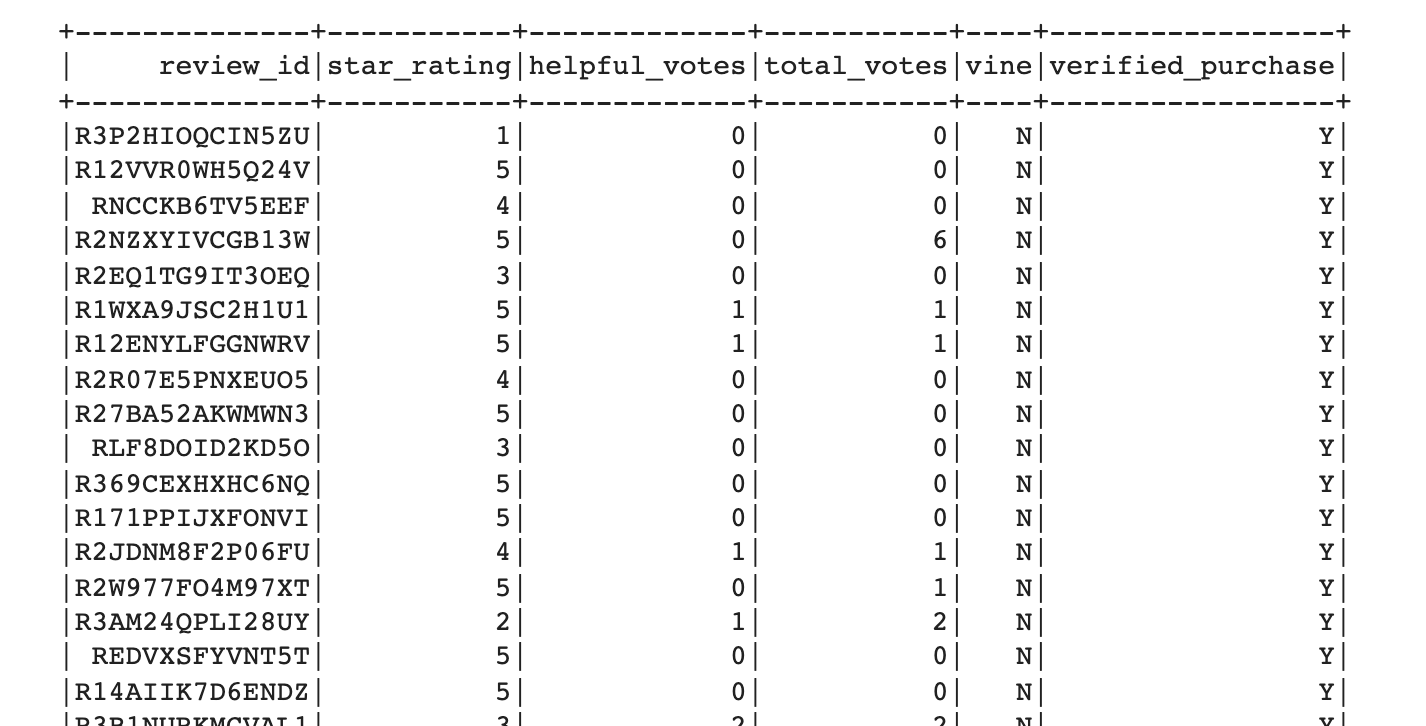 +--------------+-----------+-------------+-----------+----+-----------------+
|     review_id|star_rating|helpful_votes|total_votes|vine|verified_purchase|
+--------------+-----------+-------------+-----------+----+-----------------+
|R3P2HIOQCIN5ZU|          1|            0|          0|   N|                Y|
|R12VVR0WH5Q24V|          5|            0|          0|   N|                Y|
| RNCCKB6TV5EEF|          4|            0|          0|   N|                Y|
|R2NZXYIVCGB13W|          5|            0|          6|   N|                Y|
|R2EQ1TG9IT3OEQ|          3|            0|          0|   N|                Y|
|R1WXA9JSC2H1U1|          5|            1|          1|   N|                Y|
|R12ENYLFGGNWRV|          5|            1|          1|   N|                Y|
|R2R07E5PNXEUO5|          4|            0|          0|   N|                Y|
|R27BA52AKWMWN3|          5|            0|          0|   N|                Y|
| RLF8DOID2KD5O|          3|            0|          0|   N|                Y|
|R369CEXHXHC6NQ|          5|            0|          0|   N|                Y|
|R171PPIJXFONVI|          5|            0|          0|   N|                Y|
|R2JDNM8F2P06FU|          4|            1|          1|   N|                Y|
|R2W977FO4M97XT|          5|            0|          1|   N|                Y|
|R3AM24QPLI28UY|          2|            1|          2|   N|                Y|
| REDVXSFYVNT5T|          5|            0|          0|   N|                Y|
|R14AIIK7D6ENDZ|          5|            0|          0|   N|                Y|